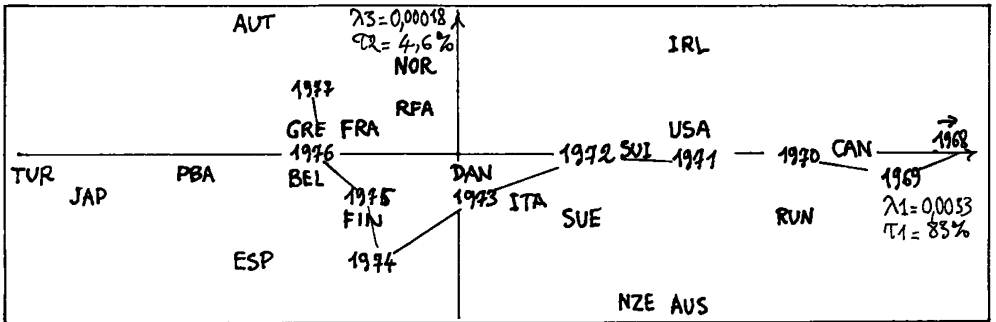 AUT
λ3=0,00018
τ2=4,6%
NOR
IRL
1977
RFA
GRE FRA
USA
1976
1972 SUI 1971
1970
CAN
1968
TUR
PBA
BEL
DAN
1969
JAP
1975
1973 ITA
FIN
SUE
RUN
λ1=0,0033
τ1=83%
ESP
1974
NZE AUS